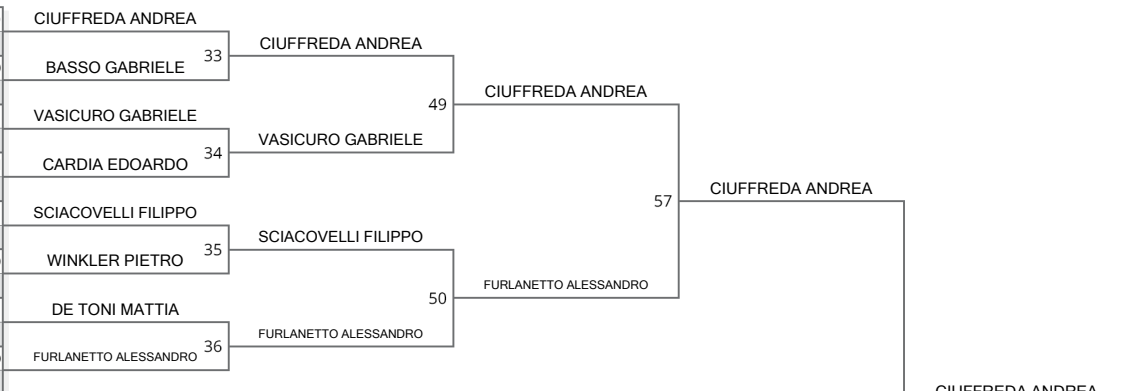 CIUFFREDA ANDREA
33
BASSO GABRIELE
CIUFFREDA ANDREA
VASICURO GABRIELE
34
CARDIA EDOARDO
VASICURO GABRIELE
49
CIUFFREDA ANDREA
SCIACOVELLI FILIPPO
35
WINKLER PIETRO
SCIACOVELLI FILIPPO
DE TONI MATTIA
36
FURLANETTO ALESSANDRO
FURLANETTO ALESSANDRO
50
FURLANETTO ALESSANDRO
57
CIUFFREDA ANDREA
CIUFFREDA ANDREA